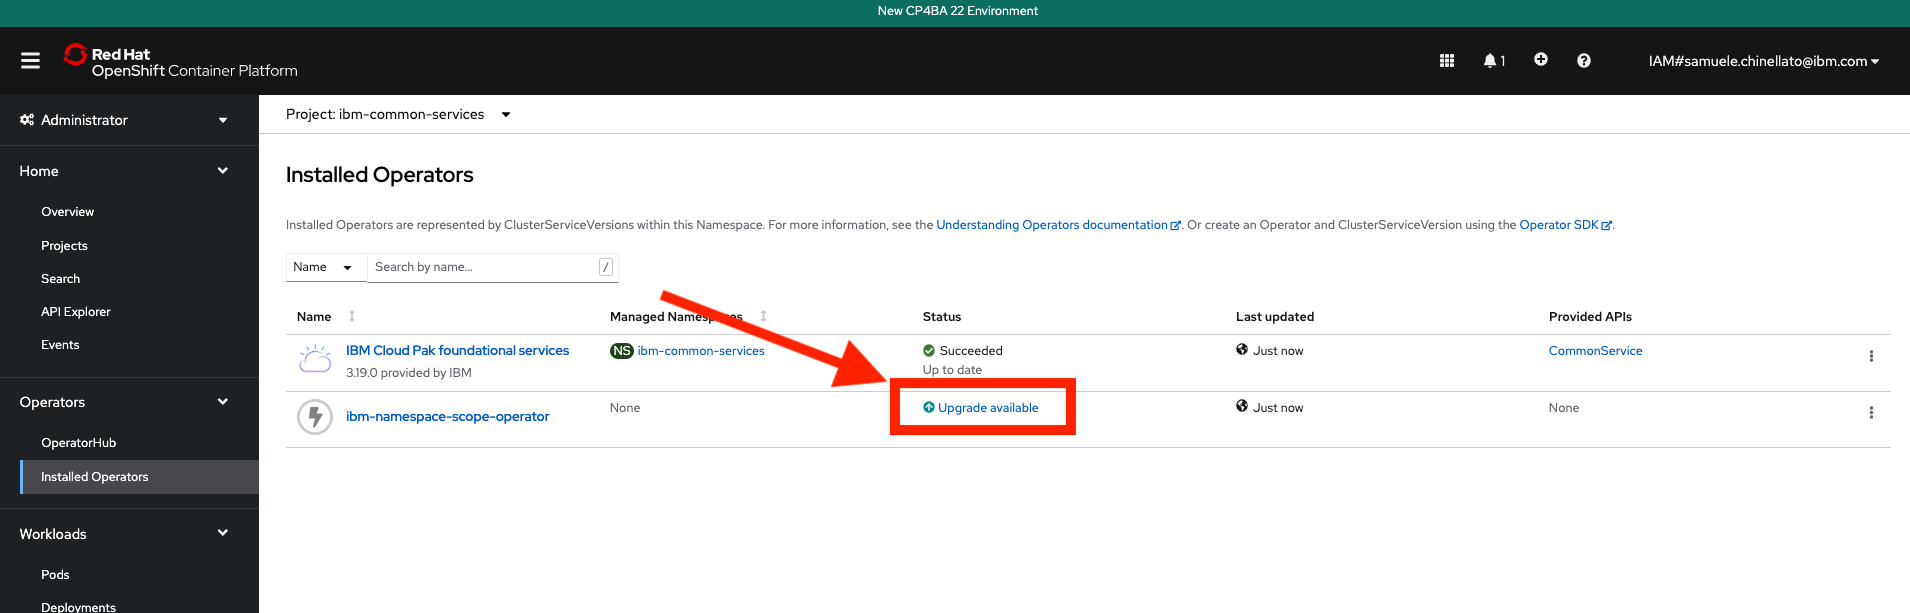 New CP4BA 22 Environment
Red Hat
OpenShift Container Platform
1
IAM#samuele.chinellato@ibm.com
Administrator
Project: ibm-common-services
Home
Overview
Projects
Search
API Explorer
Events
Operators
OperatorHub
Installed Operators
Workloads
Pods
Deployments
Installed Operators
Installed Operators are represented by ClusterServiceVersions within this Namespace. For more information, see the Understanding Operators documentation. Or create an Operator and ClusterServiceVersion using the Operator SDK.
Name Search by name... /
Name Managed Namespaces Status Last updated Provided APIs
IBM Cloud Pak foundational services NS ibm-common-services Succeeded Just now CommonService
3.19.0 provided by IBM Up to date
ibm-namespace-scope-operator None Upgrade available Just now None